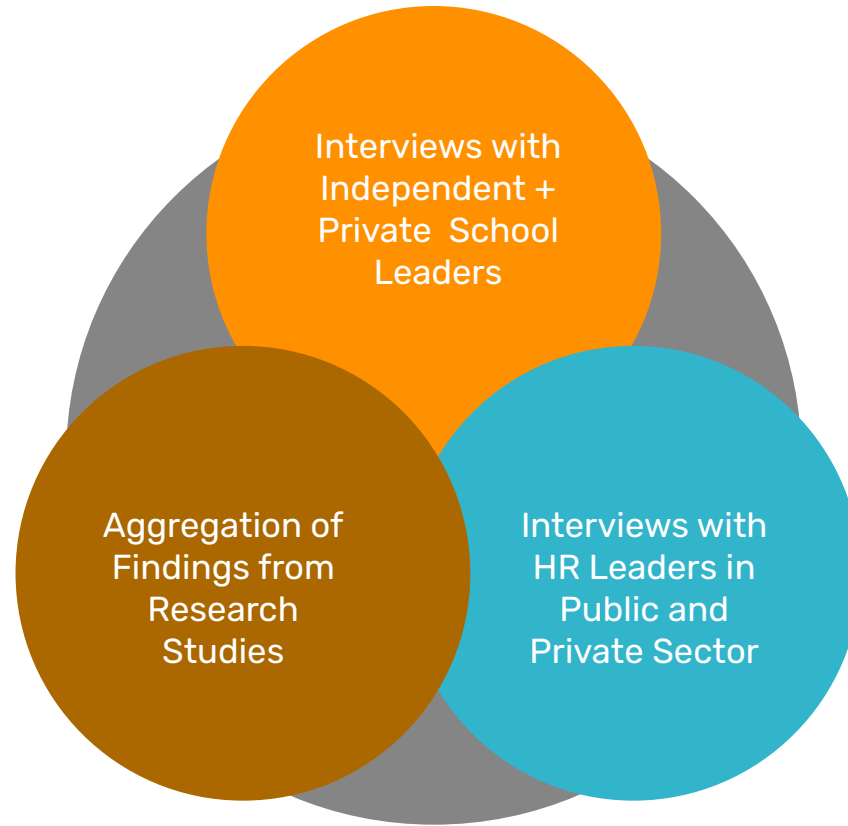 Interviews with
Independent +
Private School
Leaders
Aggregation of
Findings from
Research
Studies
Interviews with
HR Leaders in
Public and
Private Sector